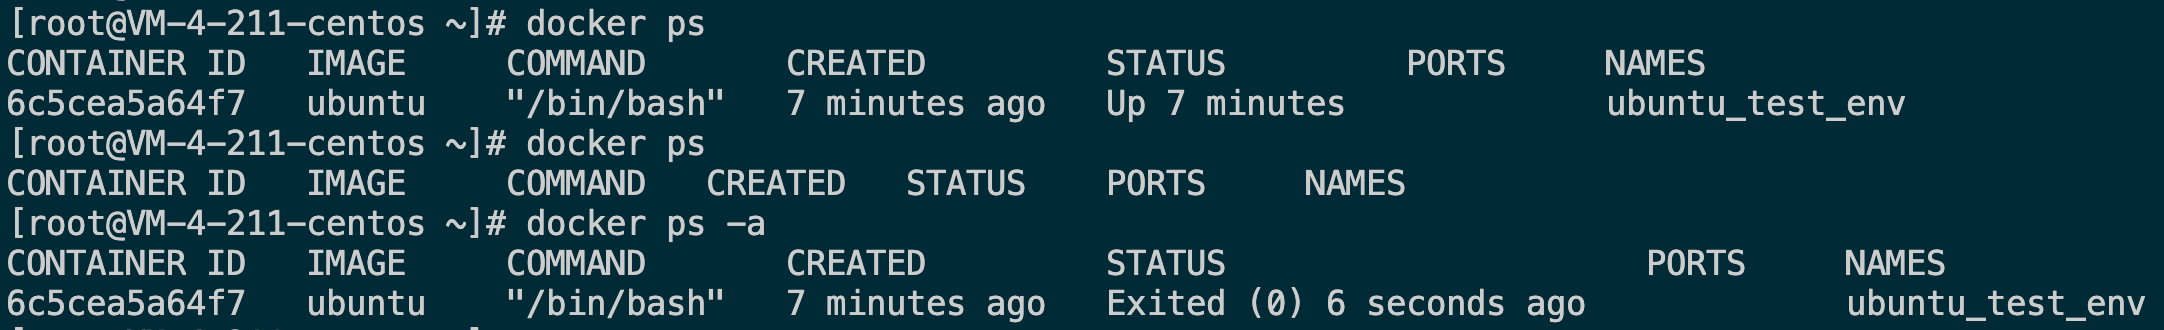 [root@VM-4-211-centos ~]# docker ps
CONTAINER ID   IMAGE     COMMAND       CREATED         STATUS         PORTS     NAMES
6c5cea5a64f7   ubuntu    "/bin/bash"   7 minutes ago   Up 7 minutes             ubuntu_test_env
[root@VM-4-211-centos ~]# docker ps
CONTAINER ID   IMAGE     COMMAND   CREATED   STATUS    PORTS     NAMES
[root@VM-4-211-centos ~]# docker ps -a
CONTAINER ID   IMAGE     COMMAND       CREATED         STATUS                     PORTS     NAMES
6c5cea5a64f7   ubuntu    "/bin/bash"   7 minutes ago   Exited (0) 6 seconds ago             ubuntu_test_env